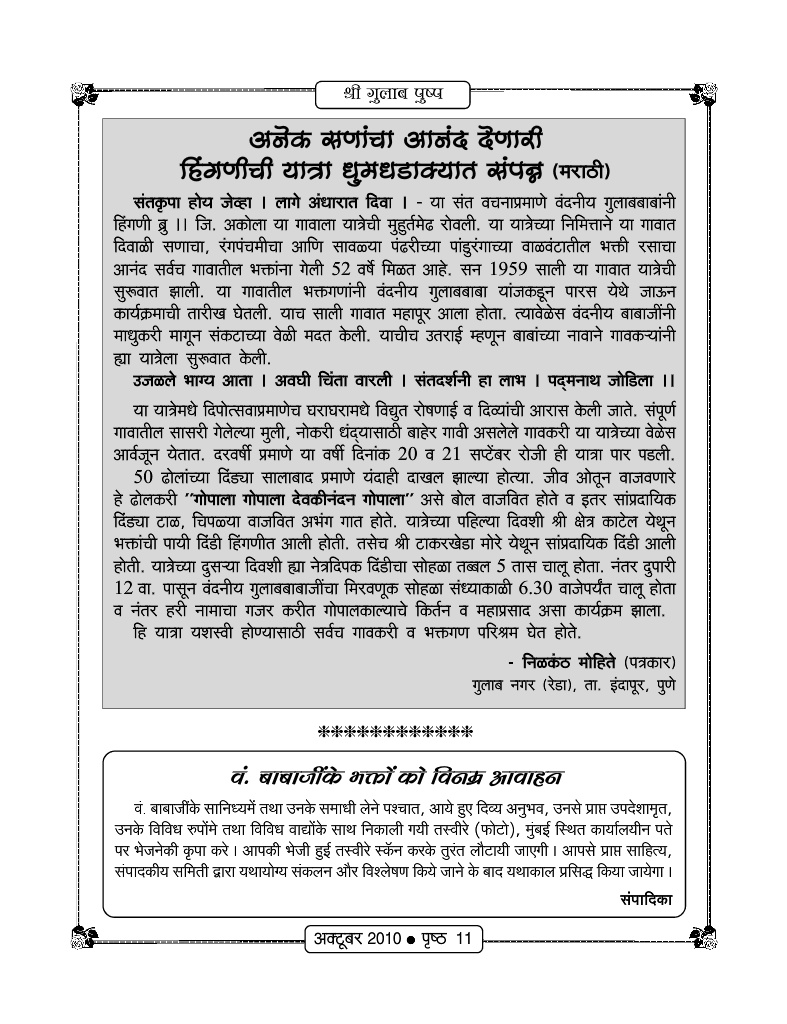 श्री गुलाब पुष्प
अनेक सणांचा आनंद देणारी
हिंगणीची यात्रा धुमधडाक्यात संपन्न (मराठी)
संतकृपा होय जेव्हा । लागे अंधारात दिवा । - या संत वचनाप्रमाणे वंदनीय गुलाबबाबांनी
हिंगणी ब्रु ।। जि. अकोला या गावाला यात्रेची मुहुर्तमेढ रोवली. या यात्रेच्या निमित्ताने या गावात
दिवाळी सणाचा, रंगपंचमीचा आणि सावळ्या पंढरीच्या पांडुरंगाच्या वाळवंटातील भक्ती रसाचा
आनंद सर्वच गावातील भक्तांना गेली 52 वर्षे मिळत आहे. सन 1959 साली या गावात यात्रेची
सुरूवात झाली. या गावातील भक्तगणांनी वंदनीय गुलाबबाबा यांजकडून पारस येथे जाऊन
कार्यक्रमाची तारीख घेतली. याच साली गावात महापूर आला होता. त्यावेळेस वंदनीय बाबाजींनी
माधुकरी मागून संकटाच्या वेळी मदत केली. याचीच उतराई म्हणून बाबांच्या नावाने गावकऱ्यांनी
ह्या यात्रेला सुरूवात केली.
उजळले भाग्य आता । अवघी चिंता वारली । संतदर्शनी हा लाभ । पद्मनाथ जोडिला ।।
या यात्रेमधे दिपोत्सवाप्रमाणेच घराघरामधे विद्युत रोषणाई व दिव्यांची आरास केली जाते. संपूर्ण
गावातील सासरी गेलेल्या मुली, नोकरी धंद्यासाठी बाहेर गावी असलेले गावकरी या यात्रेच्या वेळेस
आर्वजून येतात. दरवर्षी प्रमाणे या वर्षी दिनांक 20 व 21 सप्टेंबर रोजी ही यात्रा पार पडली.
50 ढोलांच्या दिंड्या सालाबाद प्रमाणे यंदाही दाखल झाल्या होत्या. जीव ओतून वाजवणारे
हे ढोलकरी "गोपाला गोपाला देवकीनंदन गोपाला" असे बोल वाजवित होते व इतर सांप्रदायिक
दिंड्या टाळ, चिपळ्या वाजवित अभंग गात होते. यात्रेच्या पहिल्या दिवशी श्री क्षेत्र काटेल येथून
भक्तांची पायी दिंडी हिंगणीत आली होती. तसेच श्री टाकरखेडा मोरे येथून सांप्रदायिक दिंडी आली
होती. यात्रेच्या दुसऱ्या दिवशी ह्या नेत्रदिपक दिंडीचा सोहळा तब्बल 5 तास चालू होता. नंतर दुपारी
12 वा. पासून वंदनीय गुलाबबाबाजींचा मिरवणूक सोहळा संध्याकाळी 6.30 वाजेपर्यंत चालू होता
व नंतर हरी नामाचा गजर करीत गोपालकाल्याचे किर्तन व महाप्रसाद असा कार्यक्रम झाला.
हि यात्रा यशस्वी होण्यासाठी सर्वच गावकरी व भक्तगण परिश्रम घेत होते.
- निळकंठ मोहिते (पत्रकार)
गुलाब नगर (रेडा), ता. इंदापूर, पुणे
वं. बाबाजींके भक्तों को विनम्र आवाहन
वं. बाबाजींके सानिध्यमें तथा उनके समाधी लेने पश्चात, आये हुए दिव्य अनुभव, उनसे प्राप्त उपदेशामृत,
उनके विविध रुपोंमे तथा विविध वाद्योंके साथ निकाली गयी तस्वीरे (फोटो), मुंबई स्थित कार्यालयीन पते
पर भेजनेकी कृपा करे । आपकी भेजी हुई तस्वीरे स्कॅन करके तुरंत लौटायी जाएगी । आपसे प्राप्त साहित्य,
संपादकीय समिती द्वारा यथायोग्य संकलन और विश्लेषण किये जाने के बाद यथाकाल प्रसिद्ध किया जायेगा ।
संपादिका
अक्टूबर 2010 ● पृष्ठ 11